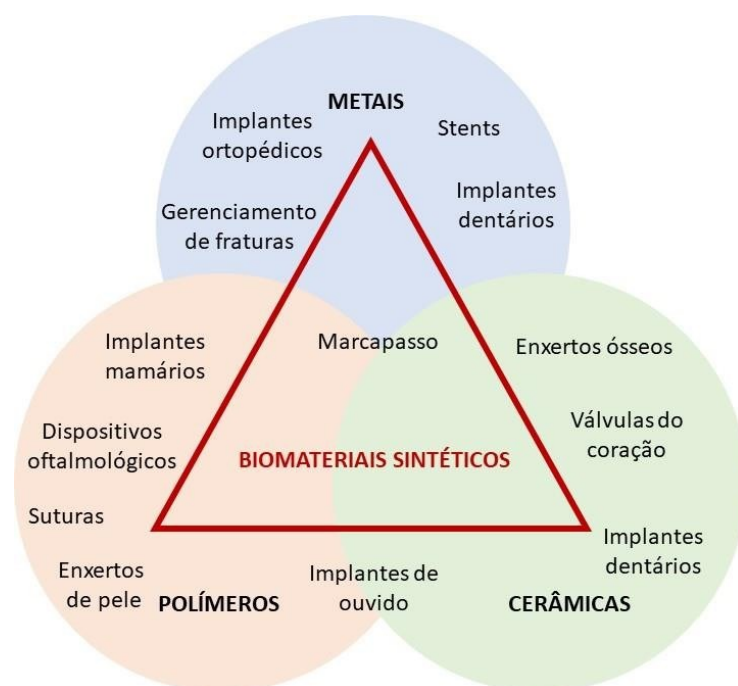 METAIS
Implantes
ortopédicos
Stents
Gerenciamento
de fraturas
Implantes
dentários
Implantes
mamários
Marcapasso
Enxertos ósseos
Dispositivos
oftalmológicos
BIOMATERIAIS SINTÉTICOS
Válvulas do
coração
Suturas
Implantes
dentários
Enxertos
de pele
POLÍMEROS
Implantes de
ouvido
CERÂMICAS